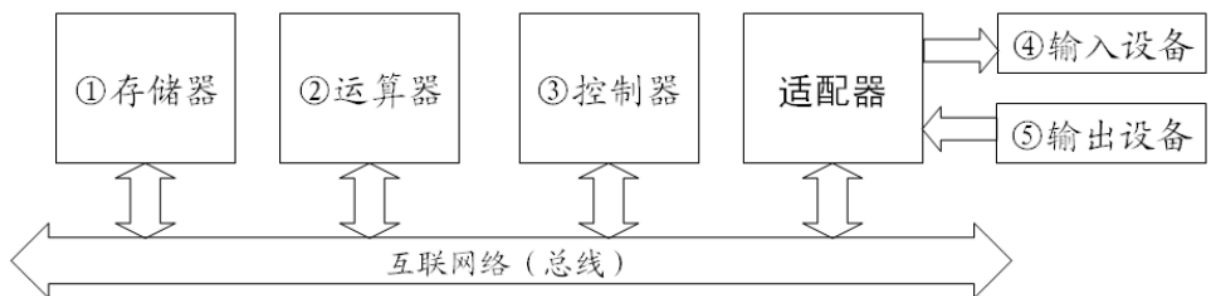 ①存储器
②运算器
③控制器
适配器
④输入设备
⑤输出设备
互联网络（总线）